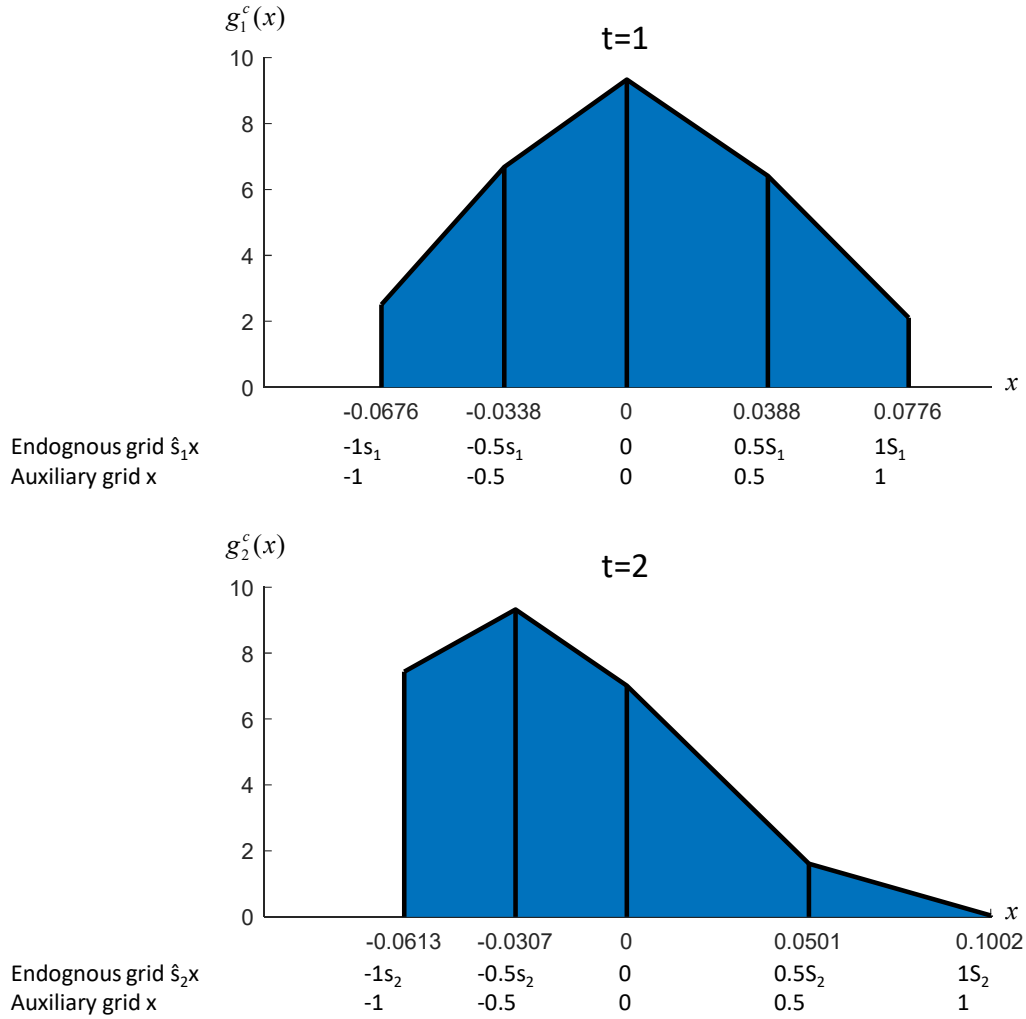 g₁ᶜ(x)
t=1
10
8
6
4
2
0
x
-0.0676 -0.0338 0 0.0388 0.0776
Endognous grid ŝ₁x -1s₁ -0.5s₁ 0 0.5S₁ 1S₁
Auxiliary grid x -1 -0.5 0 0.5 1
g₂ᶜ(x)
t=2
10
8
6
4
2
0
x
-0.0613 -0.0307 0 0.0501 0.1002
Endognous grid ŝ₂x -1s₂ -0.5s₂ 0 0.5S₂ 1S₂
Auxiliary grid x -1 -0.5 0 0.5 1